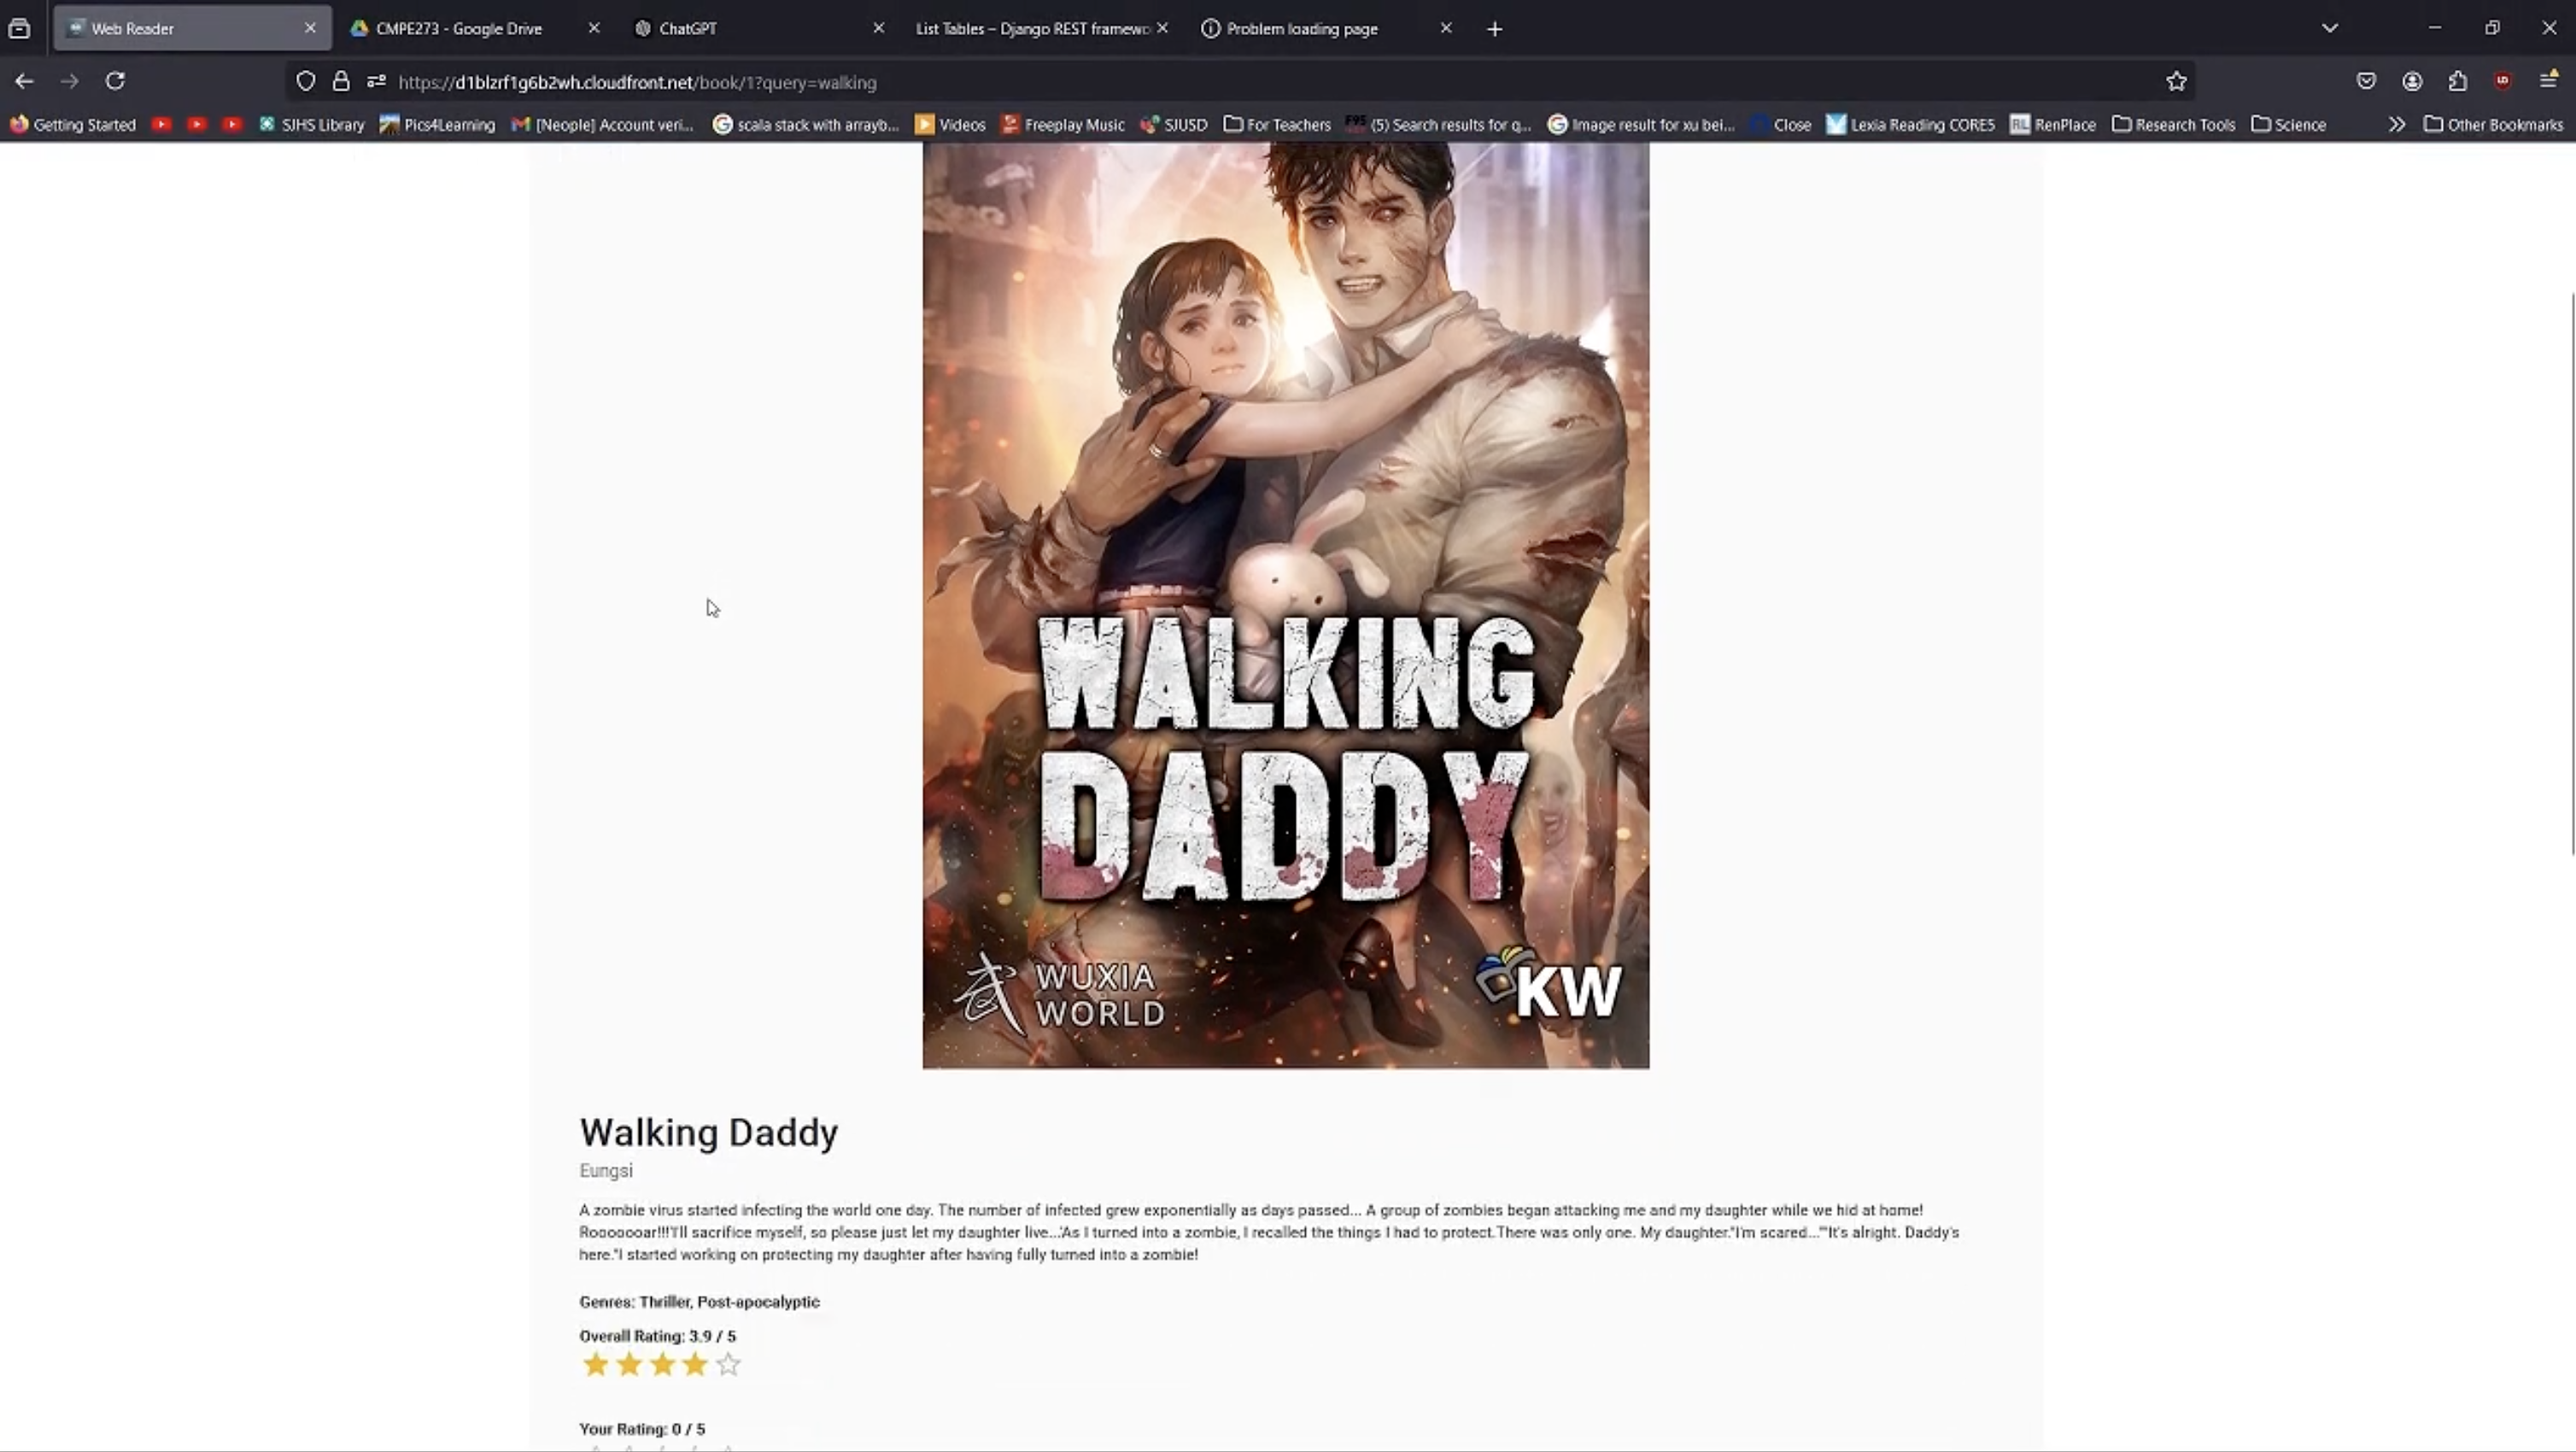 Web Reader
CMPE273 - Google Drive
ChatGPT
List Tables – Django REST framewo
Problem loading page
https://d1blzrf1g6b2wh.cloudfront.net/book/1?query=walking
Getting Started
SJHS Library
Pics4Learning
[Neople] Account veri...
scala stack with arrayb...
Videos
Freeplay Music
SJUSD
For Teachers
F95
(5) Search results for q...
Image result for xu bei...
Close
Lexia Reading CORE5
RL
RenPlace
Research Tools
Science
Other Bookmarks
WALKING
DADDY
WUXIA
WORLD
KW
Walking Daddy
Eungsi
A zombie virus started infecting the world one day. The number of infected grew exponentially as days passed... A group of zombies began attacking me and my daughter while we hid at home!
Rooooooar!!!'I'll sacrifice myself, so please just let my daughter live...'As I turned into a zombie, I recalled the things I had to protect.There was only one. My daughter."I'm scared...""It's alright. Daddy's
here."I started working on protecting my daughter after having fully turned into a zombie!
Genres: Thriller, Post-apocalyptic
Overall Rating: 3.9 / 5
Your Rating: 0 / 5